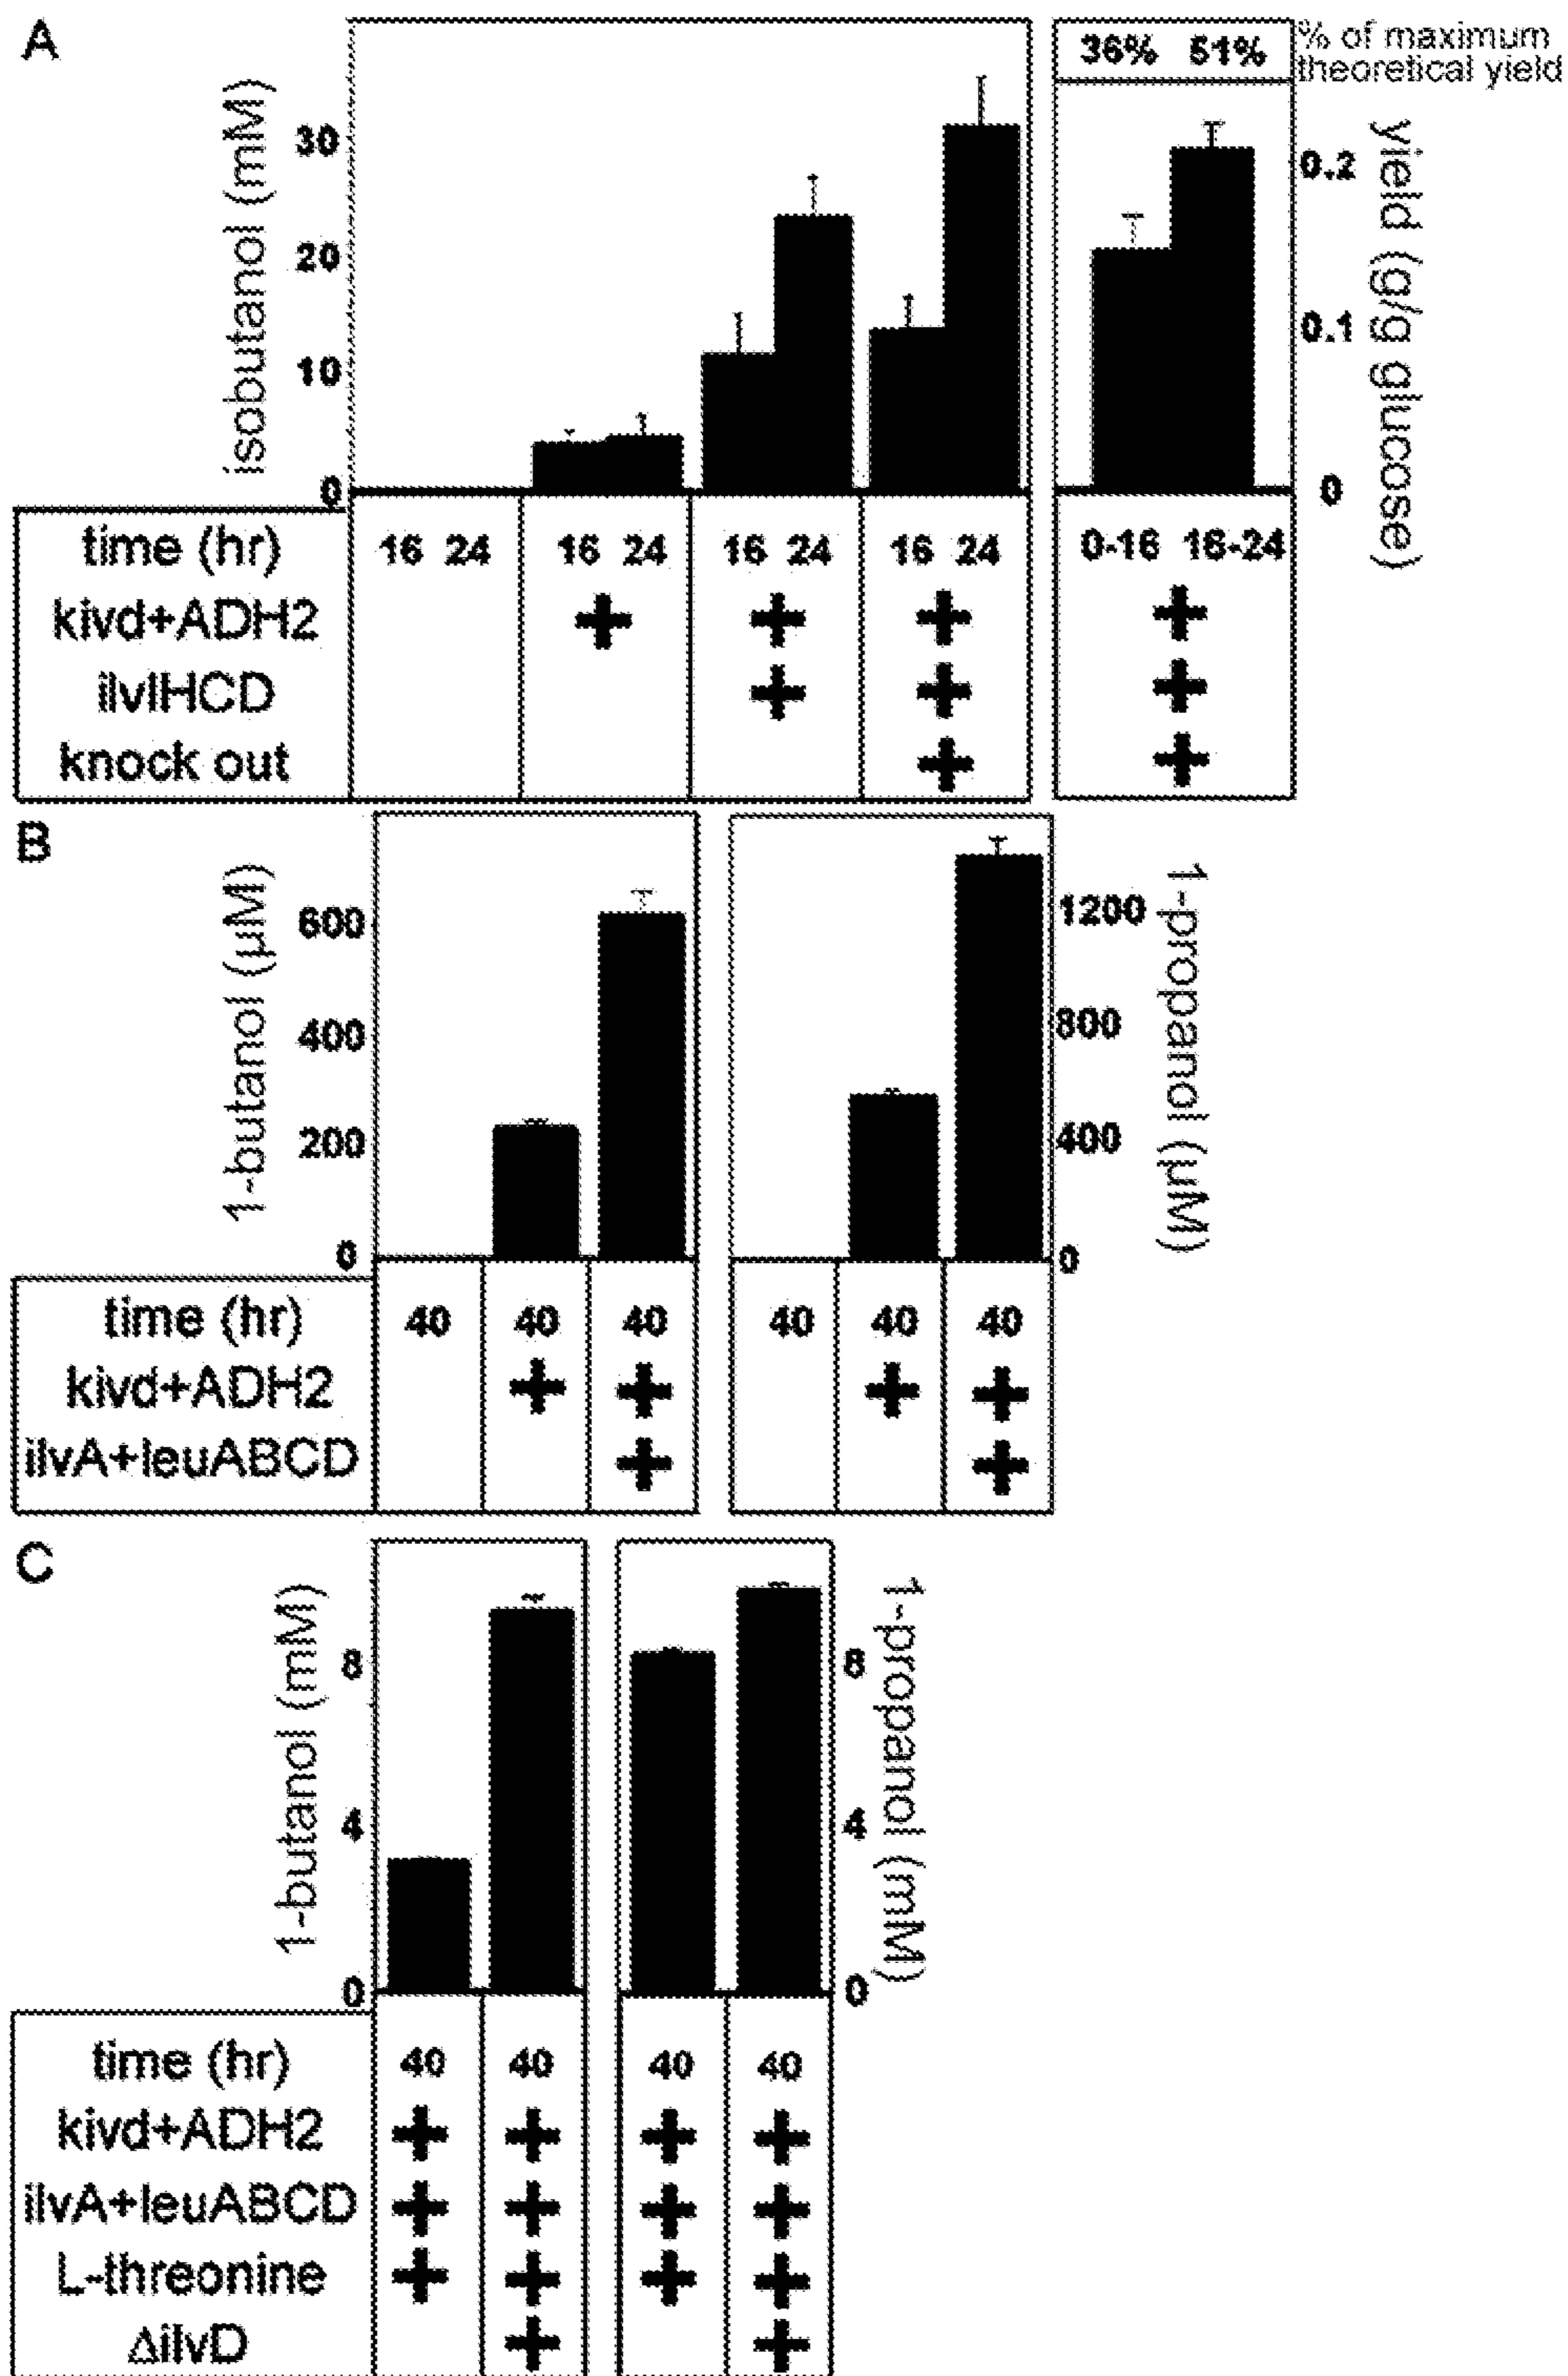 A
36% 51%
% of maximum
theoretical yield
isobutanol (mM)
30
20
10
0
0.2
0.1
0
yield (g/g glucose)
time (hr)
16 24
16 24
16 24
16 24
0-16 16-24
kivd+ADH2
+
+
+
+
ilvIHCD
+
+
+
knock out
+
+
B
1-butanol (µM)
600
400
200
0
1200
800
400
0
1-propanol (µM)
time (hr)
40
40
40
40
40
40
kivd+ADH2
+
+
+
+
ilvA+leuABCD
+
+
C
1-butanol (mM)
8
4
0
8
4
0
1-propanol (mM)
time (hr)
40
40
40
40
kivd+ADH2
+
+
+
+
ilvA+leuABCD
+
+
+
+
L-threonine
+
+
+
+
ΔilvD
+
+